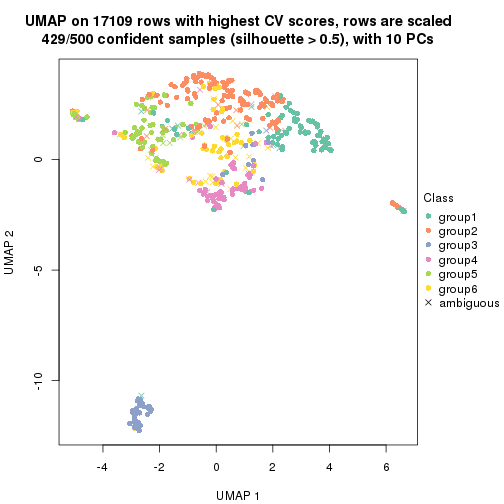 UMAP on 17109 rows with highest CV scores, rows are scaled
429/500 confident samples (silhouette > 0.5), with 10 PCs
Class
group1
group2
group3
group4
group5
group6
ambiguous
UMAP 2
0
-5
-10
-4
-2
0
2
4
6
UMAP 1